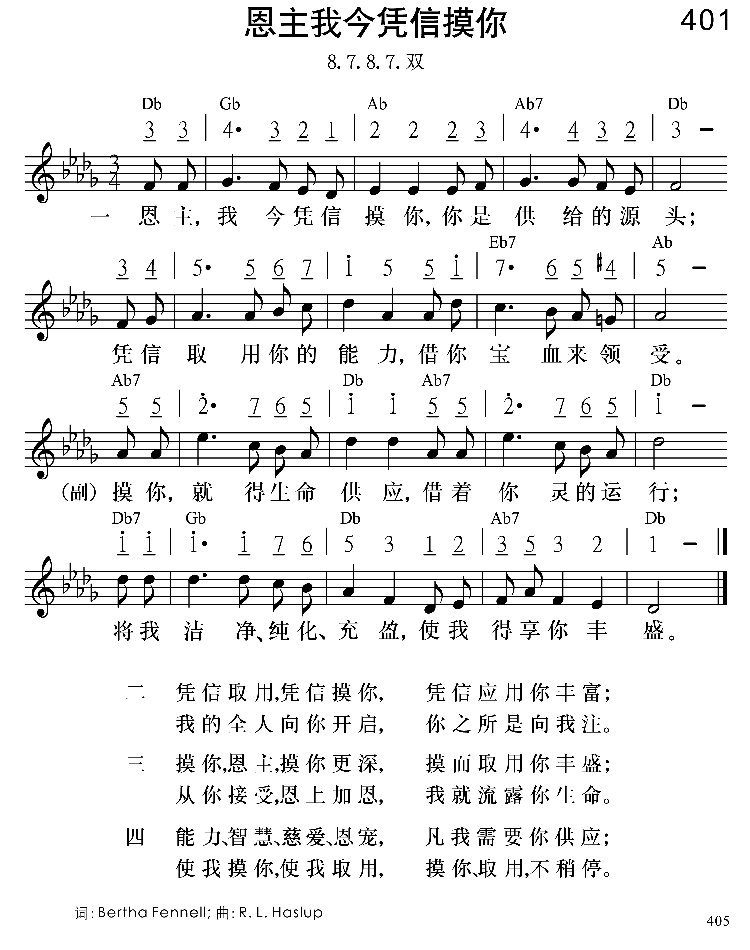 恩主我今凭信摸你
401
8.7.8.7.双
Db Gb Ab Ab7 Db
3 3 | 4· 3 2 1 | 2 2 2 3 | 4· 4 3 2 | 3 –
3 4
一 恩主,我今凭信摸你,你是供给的源头;
Eb7 Ab
3 4 | 5· 5 6 7 | i 5 5 i | 7· 6 5 #4 | 5 –
凭信取用你的能力,借你宝血来领受。
Ab7 Db Ab7 Db
5 5 | 2· 7 6 5 | i i 5 5 | 2· 7 6 5 | i –
(副)摸你,就得生命供应,借着你灵的运行;
Db7 Gb Db Ab7 Db
i i | i· i 7 6 | 5 3 1 2 | 3 5 3 2 | 1 –
将我洁净、纯化、充盈,使我得享你丰盛。
二 凭信取用,凭信摸你, 凭信应用你丰富;
我的全人向你开启, 你之所是向我注。
三 摸你,恩主,摸你更深, 摸而取用你丰盛;
从你接受,恩上加恩, 我就流露你生命。
四 能力、智慧、慈爱、恩宠, 凡我需要你供应;
使我摸你,使我取用, 摸你、取用,不稍停。
词: Bertha Fennell; 曲: R. L. Haslup
405